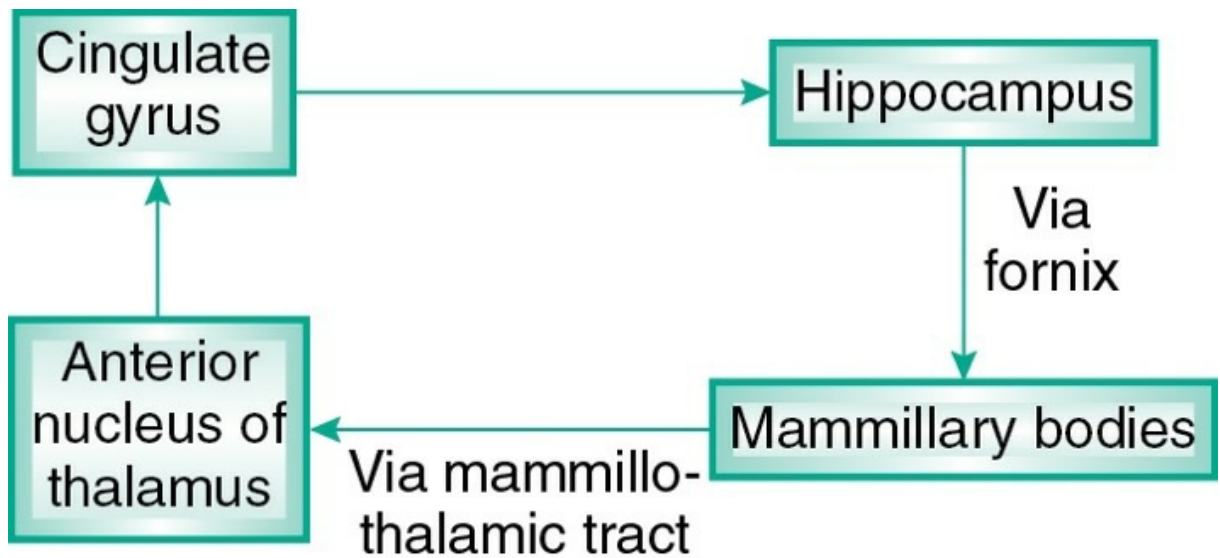 Cingulate
gyrus
Hippocampus
Via
fornix
Anterior
nucleus of
thalamus
Mammillary bodies
Via mammillo-
thalamic tract